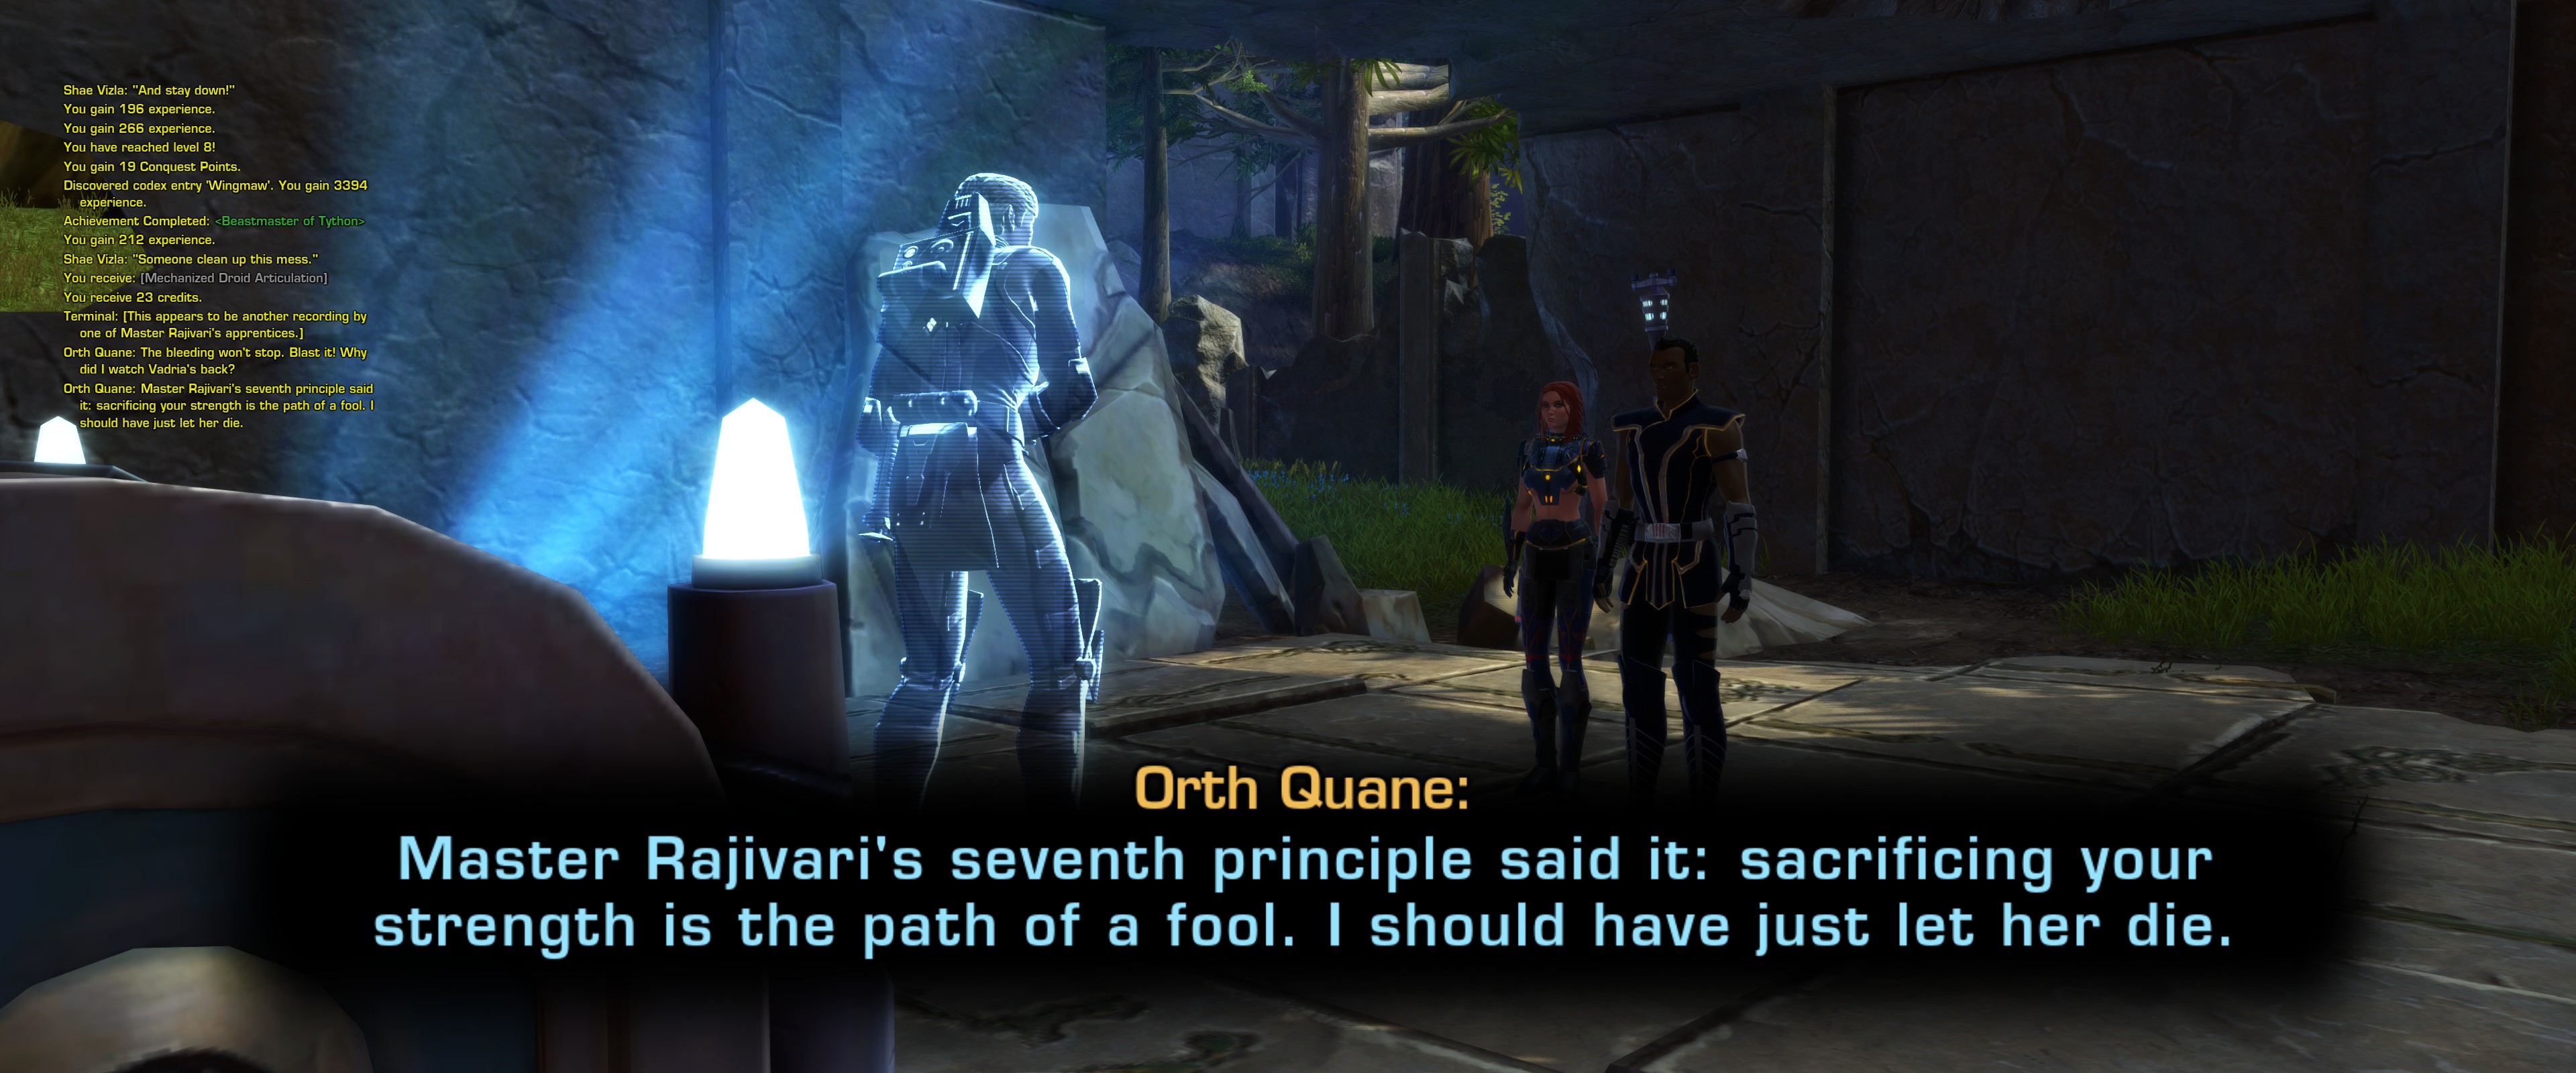 Shae Vizla: "And stay down!"
You gain 196 experience.
You gain 266 experience.
You have reached level 8!
You gain 19 Conquest Points.
Discovered codex entry 'Wingmaw'. You gain 3394
experience.
Achievement Completed: <Beastmaster of Tython>
You gain 212 experience.
Shae Vizla: "Someone clean up this mess."
You receive: [Mechanized Droid Articulation]
You receive 23 credits.
Terminal: [This appears to be another recording by
one of Master Rajivari's apprentices.]
Orth Quane: The bleeding won't stop. Blast it! Why
did I watch Vadria's back?
Orth Quane: Master Rajivari's seventh principle said
it: sacrificing your strength is the path of a fool. I
should have just let her die.
Orth Quane:
Master Rajivari's seventh principle said it: sacrificing your
strength is the path of a fool. I should have just let her die.